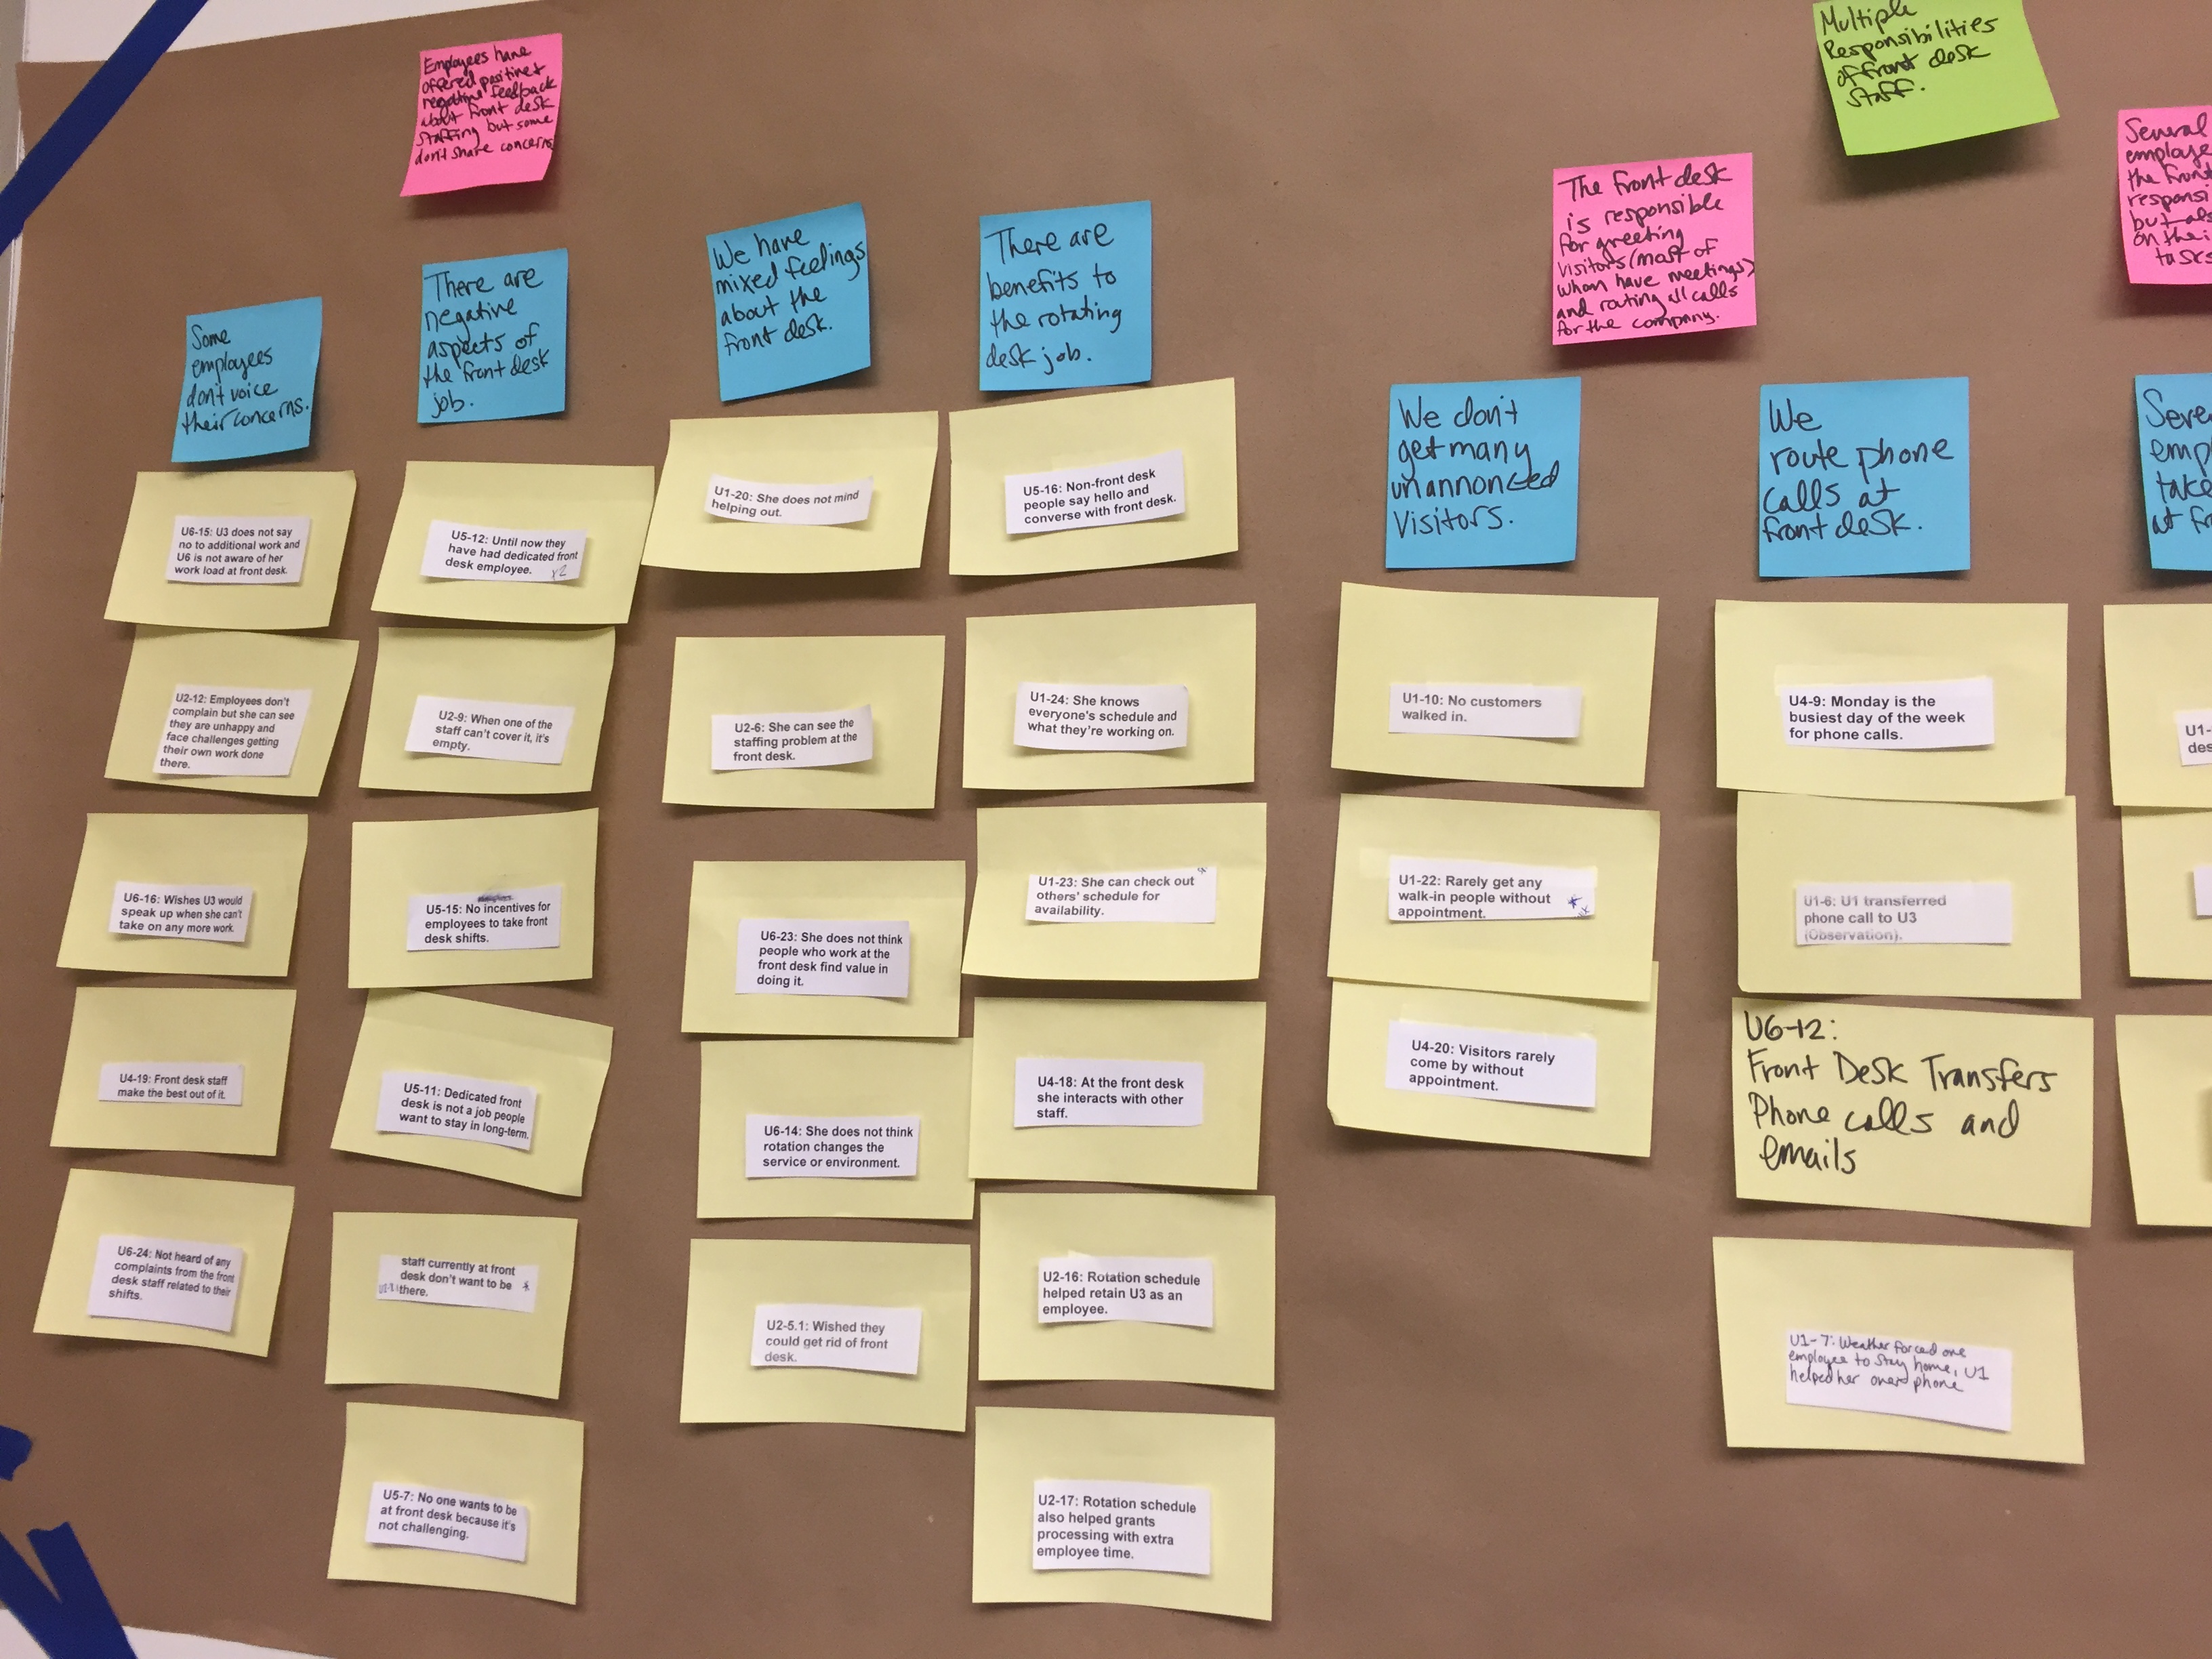 Employees have
offered positive +
negative feedback
about front desk
staffing but some
don't share concerns
Multiple
Responsibilities
of front desk
staff.
The front desk
is responsible
for greeting
visitors (most of
whom have meetings)
and routing all calls
for the company.
Several
employe
the front
responsi
but als
on thei
tasks
Some
employees
don't voice
their concerns.
U6-15: U3 does not say
no to additional work and
U6 is not aware of her
work load at front desk.
U2-12: Employees don't
complain but she can see
they are unhappy and
face challenges getting
their own work done
there.
U6-16: Wishes U3 would
speak up when she can't
take on any more work.
U4-19: Front desk staff
make the best out of it.
U6-24: Not heard of any
complaints from the front
desk staff related to their
shifts.
There are
negative
aspects of
the front desk
job.
U5-12: Until now they
have had dedicated front
desk employee. x2
U2-9: When one of the
staff can't cover it, it's
empty.
U5-15: No incentives for
employees to take front
desk shifts.
U5-11: Dedicated front
desk is not a job people
want to stay in long-term.
staff currently at front
desk don't want to be
there.
U5-7: No one wants to be
at front desk because it's
not challenging.
We have
mixed feelings
about the
front desk.
U1-20: She does not mind
helping out.
U2-6: She can see the
staffing problem at the
front desk.
U6-23: She does not think
people who work at the
front desk find value in
doing it.
U6-14: She does not think
rotation changes the
service or environment.
U2-5.1: Wished they
could get rid of front
desk.
There are
benefits to
the rotating
desk job.
U5-16: Non-front desk
people say hello and
converse with front desk.
U1-24: She knows
everyone's schedule and
what they're working on.
U1-23: She can check out
others' schedule for
availability.
U4-18: At the front desk
she interacts with other
staff.
U2-16: Rotation schedule
helped retain U3 as an
employee.
U2-17: Rotation schedule
also helped grants
processing with extra
employee time.
We don't
get many
unannonced
visitors.
U1-10: No customers
walked in.
U1-22: Rarely get any
walk-in people without
appointment.
U4-20: Visitors rarely
come by without
appointment.
We
route phone
calls at
front desk.
U4-9: Monday is the
busiest day of the week
for phone calls.
U1-6: U1 transferred
phone call to U3
(Observation).
U6-12:
Front Desk Transfers
Phone calls and
emails
U1-7: Weather forced one
employee to stay home, U1
helped her over phone
Seve
emp
take
at fr
U1-
des